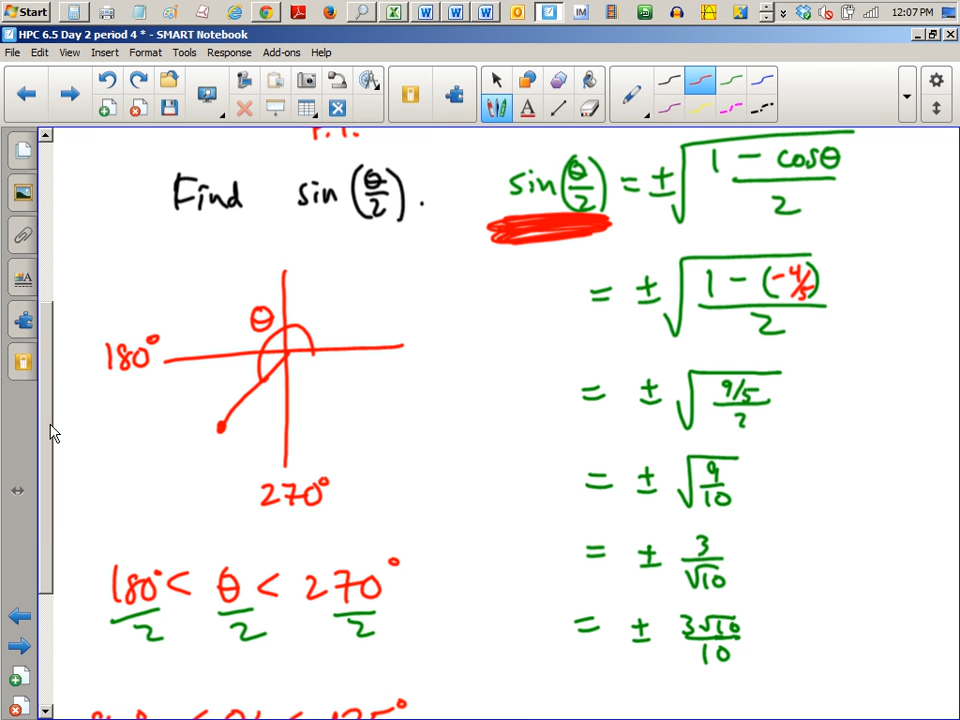 Start
12:07 PM
HPC 6.5 Day 2 period 4 * - SMART Notebook
File Edit View Insert Format Tools Response Add-ons Help
Find sin(θ/2).
sin(θ/2) = ±√((1 - cosθ)/2)
= ±√((1 - (-4/5))/2)
= ±√((9/5)/2)
= ±√(9/10)
= ± 3/√10
= ± 3√10/10
θ
180°
270°
180°/2 < θ/2 < 270°/2